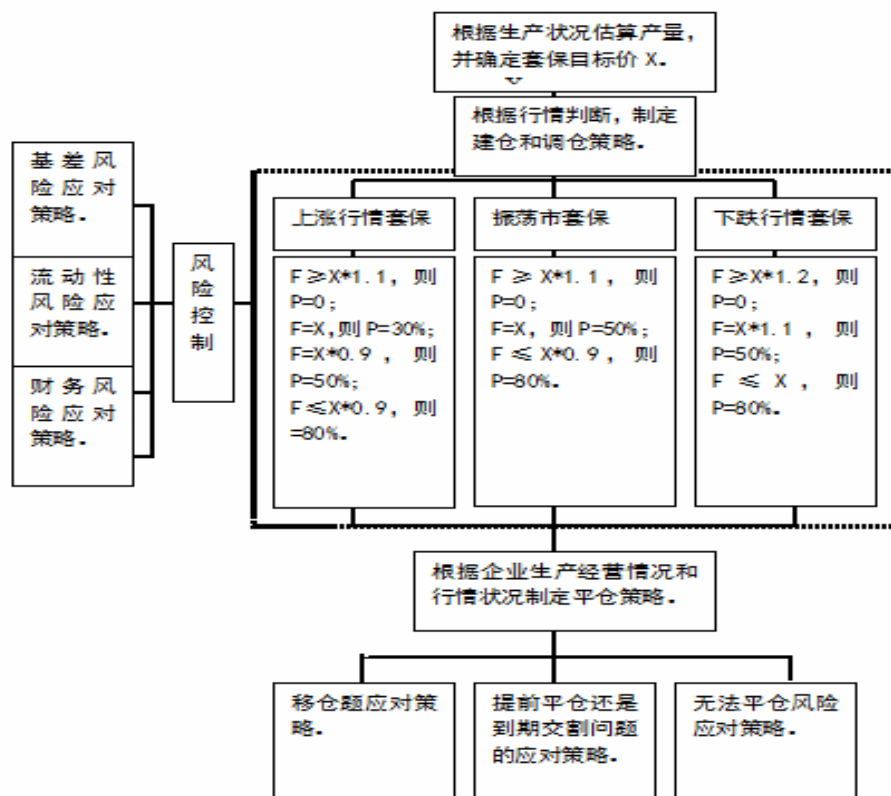 根据生产状况估算产量，
并确定套保目标价 X。
根据行情判断，制定
建仓和调仓策略。
基差风
险应对
策略。
流动性
风险应
对策略。
财务风
险应对
策略。
风
险
控
制
上涨行情套保
F≥X*1.1，则
P=0；
F=X，则P=30%；
F=X*0.9，则
P=50%；
F≤X*0.9，则
=80%。
振荡市套保
F≥X*1.1，则
P=0；
F=X，则P=50%；
F≤X*0.9，则
P=80%。
下跌行情套保
F≥X*1.2，则
P=0；
F=X*1.1，则
P=50%；
F≤X，则
P=80%。
根据企业生产经营情况和
行情状况制定平仓策略。
移仓题应对策
略。
提前平仓还是
到期交割问题
的应对策略。
无法平仓风险
应对策略。